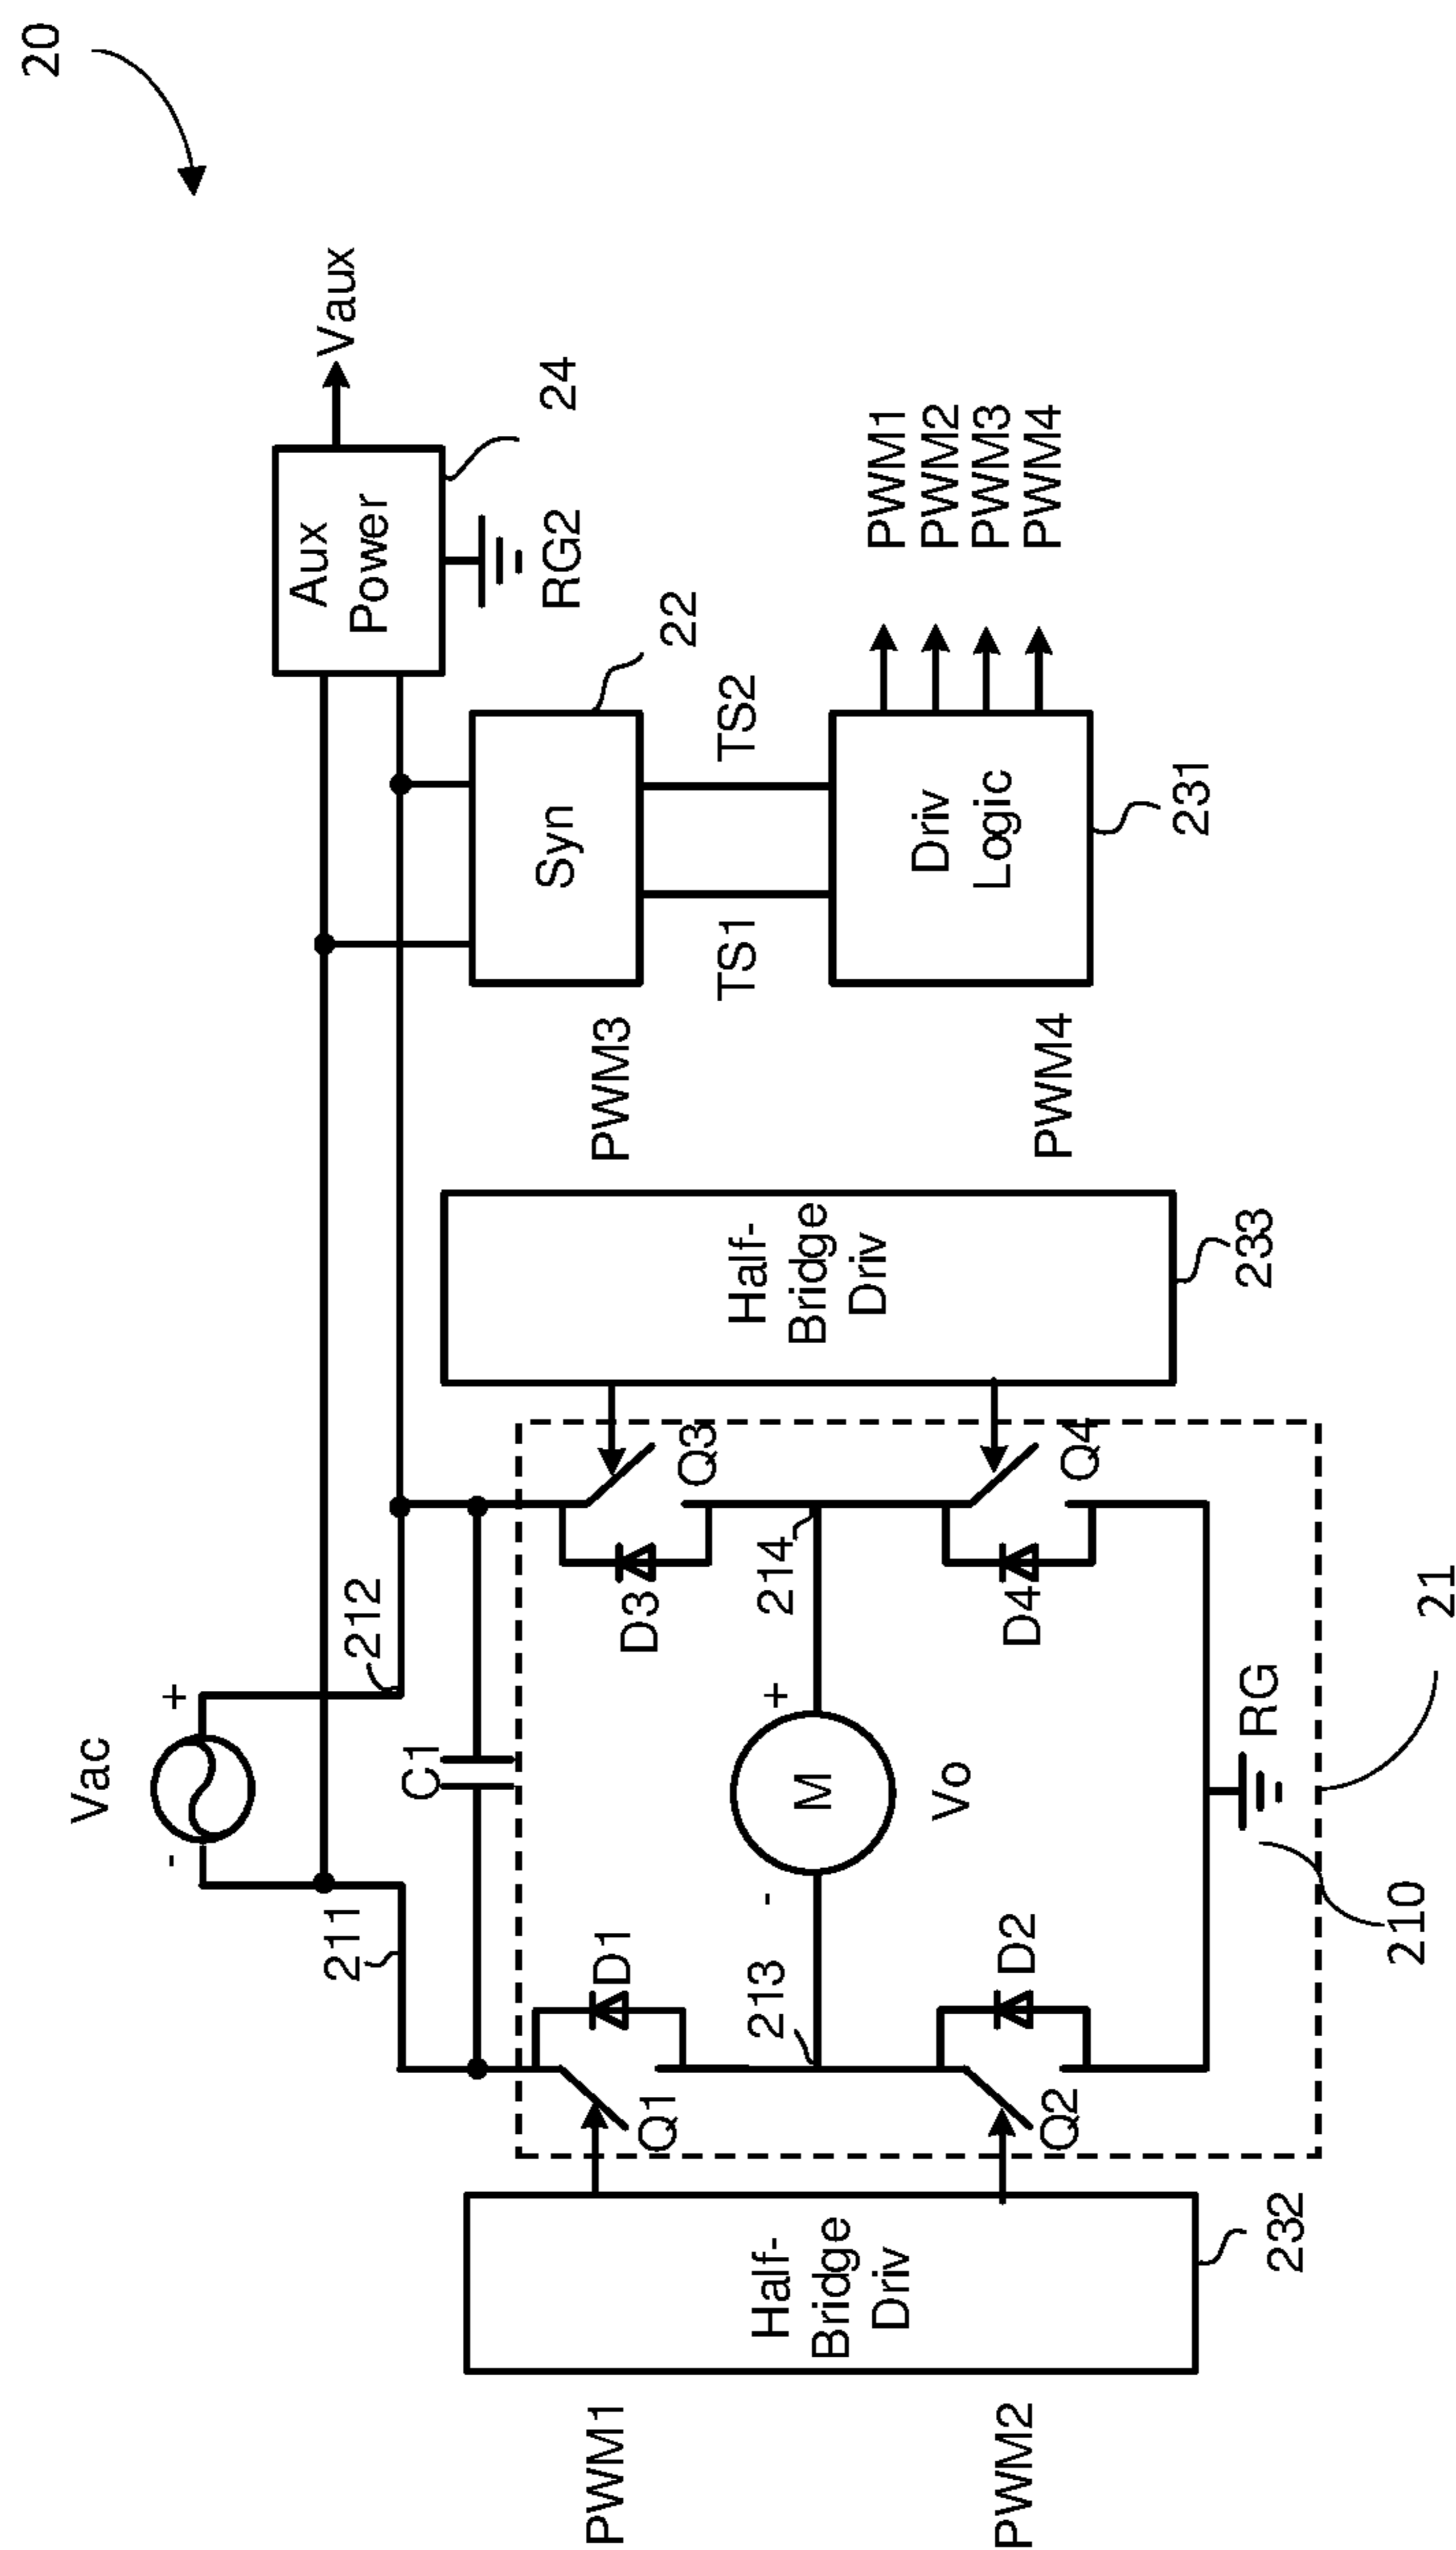 20
Vac
-
+
211
212
Aux
Power
Vaux
24
RG2
C1
PWM1
PWM2
Half-
Bridge
Driv
232
Q1
D1
Q2
D2
213
-
M
+
Vo
214
D3
Q3
D4
Q4
RG
210
21
Half-
Bridge
Driv
233
PWM3
PWM4
Syn
22
TS1
TS2
Driv
Logic
231
PWM1
PWM2
PWM3
PWM4